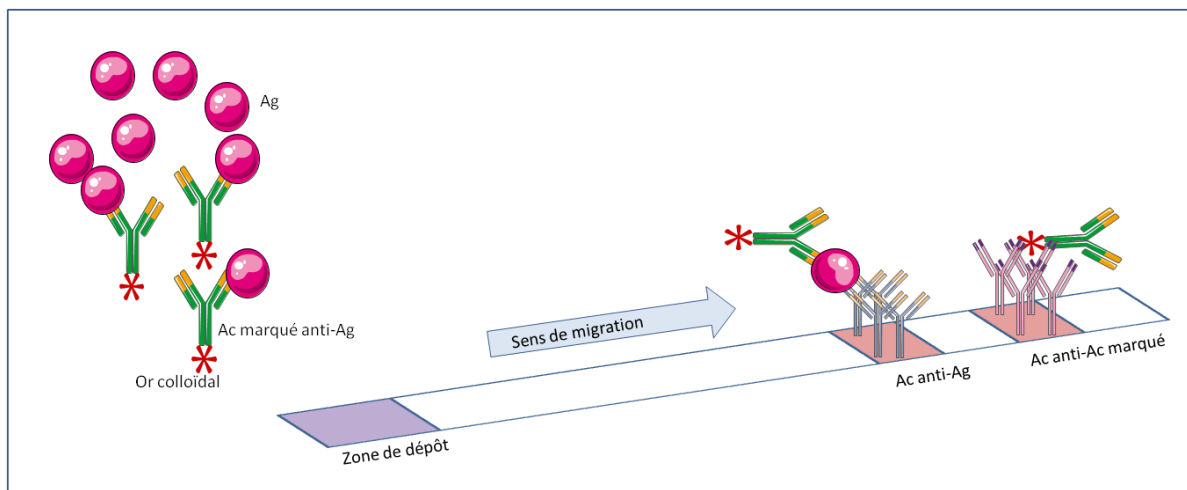 Ag
Ac marqué anti-Ag
Or colloïdal
Sens de migration
Zone de dépôt
Ac anti-Ag
Ac anti-Ac marqué